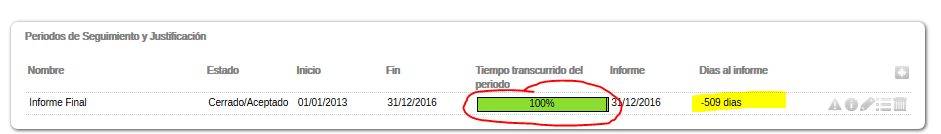 Periodos de Seguimiento y Justificación
Nombre Estado Inicio Fin Tiempo transcurrido del periodo Informe Dias al informe
Informe Final Cerrado/Aceptado 01/01/2013 31/12/2016 100% 31/12/2016 -509 dias